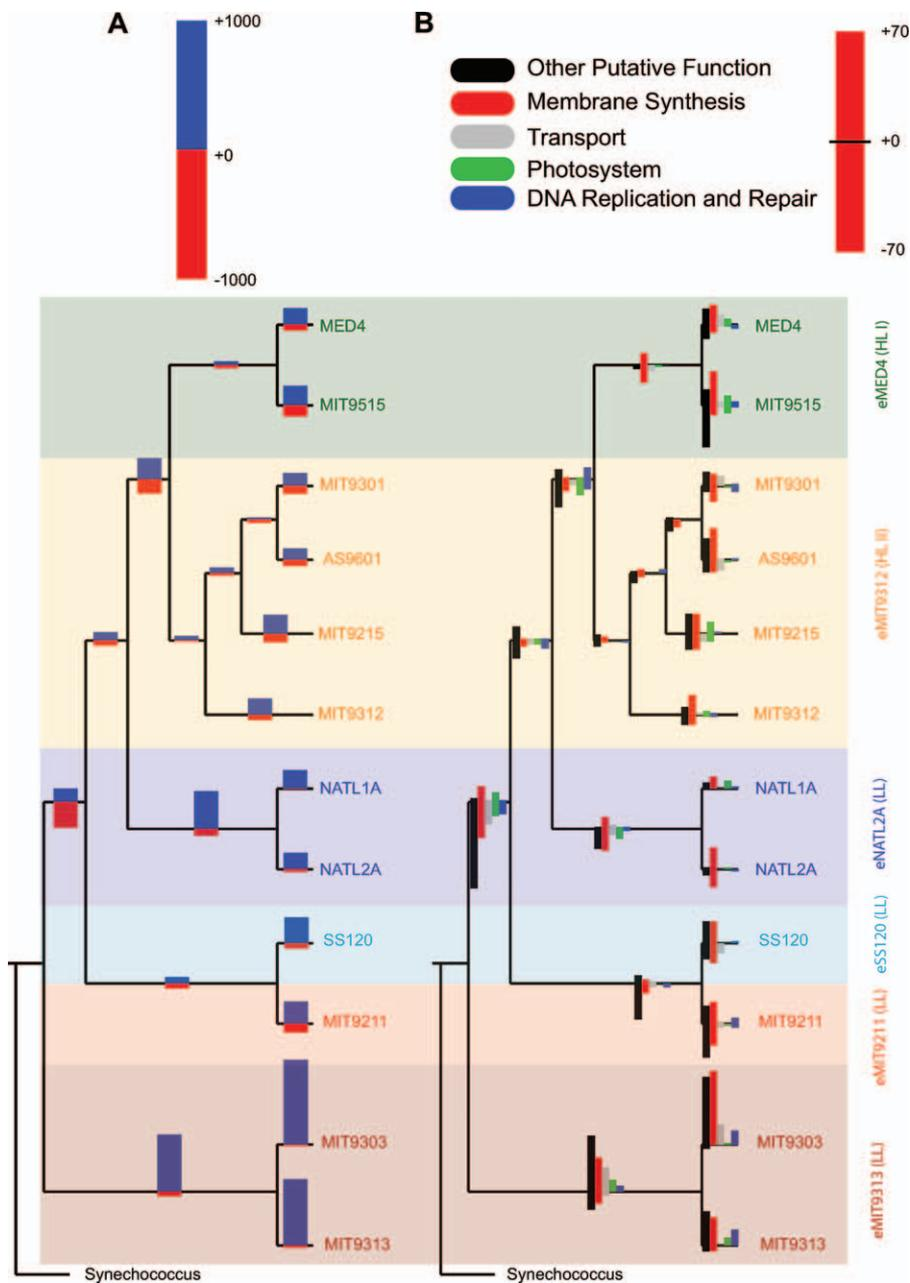 A
+1000
+0
-1000
B
Other Putative Function
Membrane Synthesis
Transport
Photosystem
DNA Replication and Repair
+70
+0
-70
MED4
MIT9515
MIT9301
AS9601
MIT9215
MIT9312
NATL1A
NATL2A
SS120
MIT9211
MIT9303
MIT9313
Synechococcus
MED4
MIT9515
MIT9301
AS9601
MIT9215
MIT9312
NATL1A
NATL2A
SS120
MIT9211
MIT9303
MIT9313
Synechococcus
eMED4 (HL I)
eMIT9312 (HL II)
eNATL2A (LL)
eSS120 (LL)
eMIT9211 (LL)
eMIT9313 (LL)